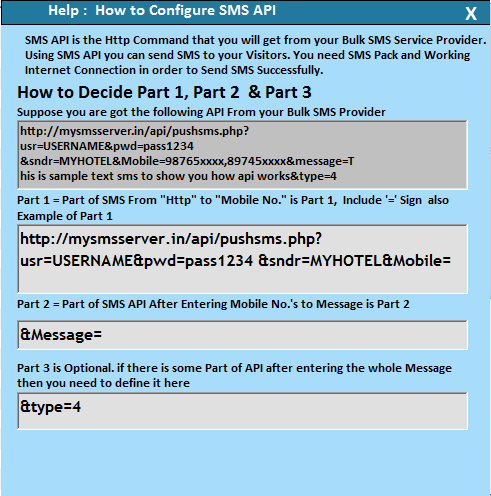 Help : How to Configure SMS API
X
SMS API is the Http Command that you will get from your Bulk SMS Service Provider.
Using SMS API you can send SMS to your Visitors. You need SMS Pack and Working
Internet Connection in order to Send SMS Successfully.
How to Decide Part 1, Part 2 & Part 3
Suppose you are got the following API From your Bulk SMS Provider
http://mysmsserver.in/api/pushsms.php?
usr=USERNAME&pwd=pass1234
&sndr=MYHOTEL&Mobile=98765xxxx,89745xxxx&message=T
his is sample text sms to show you how api works&type=4
Part 1 = Part of SMS From "Http" to "Mobile No." is Part 1, Include '=' Sign also
Example of Part 1
http://mysmsserver.in/api/pushsms.php?
usr=USERNAME&pwd=pass1234 &sndr=MYHOTEL&Mobile=
Part 2 = Part of SMS API After Entering Mobile No.'s to Message is Part 2
&Message=
Part 3 is Optional. if there is some Part of API after entering the whole Message
then you need to define it here
&type=4